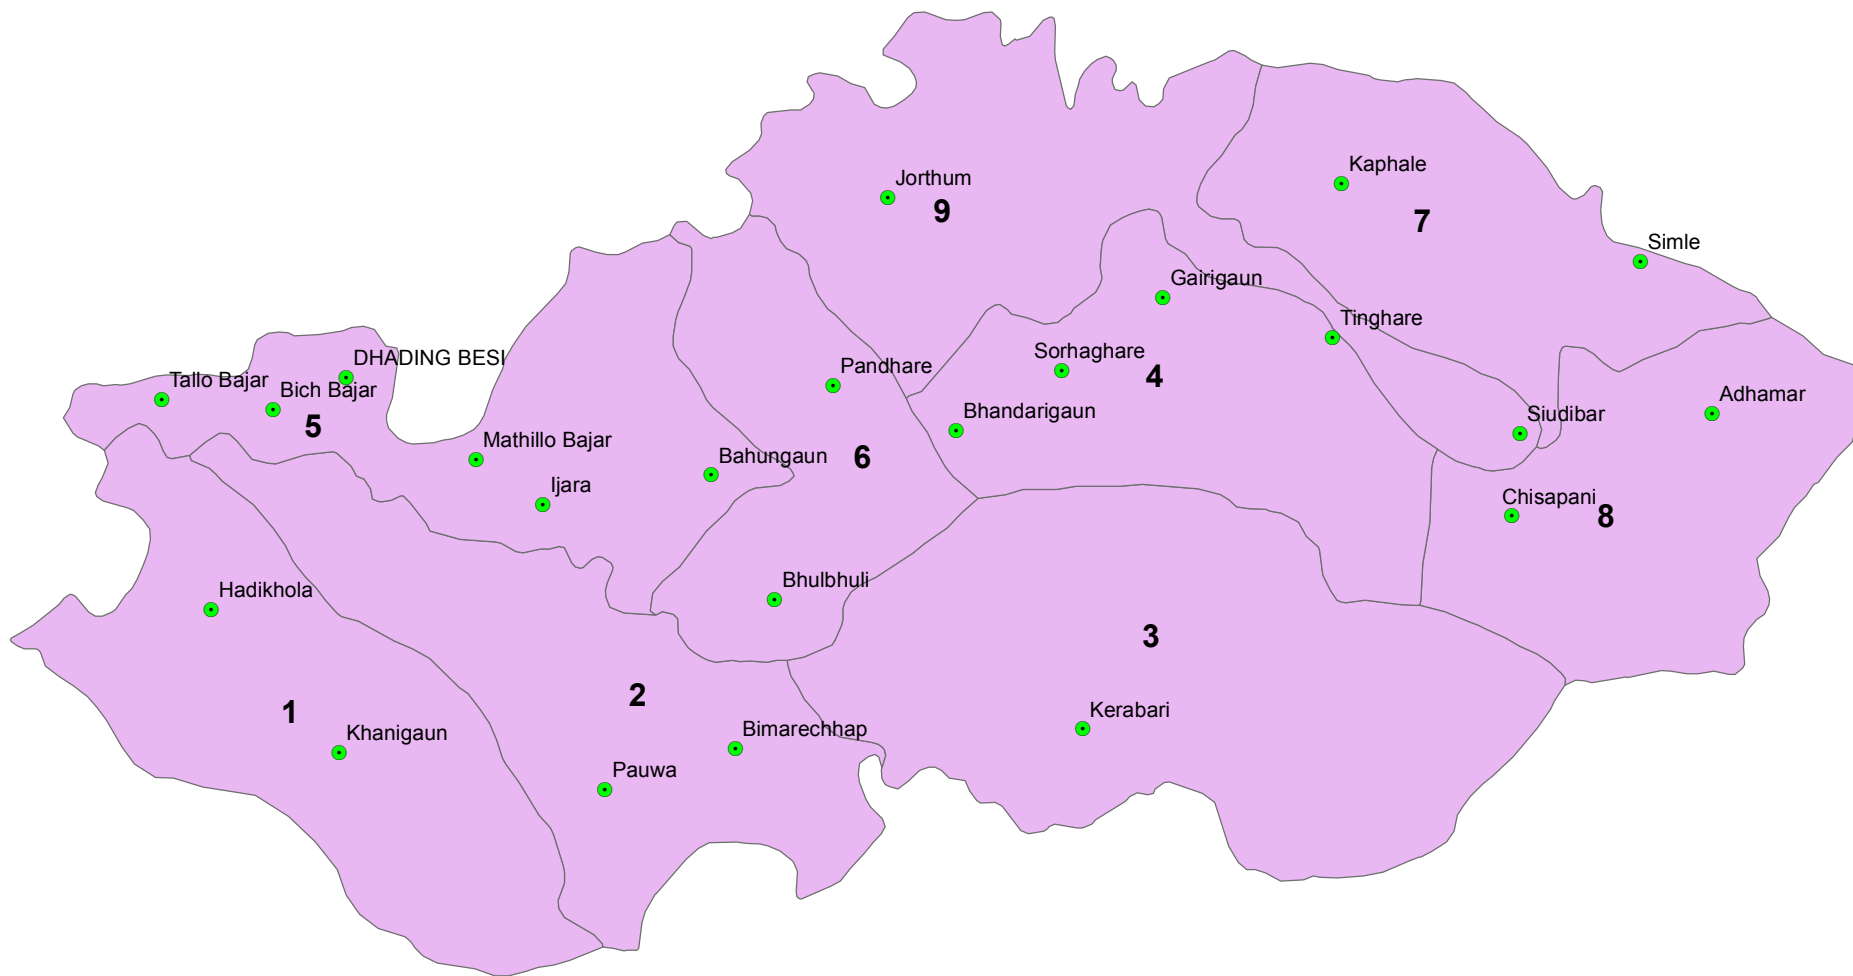 Kaphale
Jorthum
9
7
Simle
Gairigaun
Tinghare
Sorhaghare
4
DHADING BESI
Pandhare
Tallo Bajar
Bich Bajar
5
Adhamar
Bhandarigaun
Siudibar
Mathillo Bajar
Bahungaun
6
Ijara
Chisapani
8
Hadikhola
Bhulbhuli
3
2
1
Kerabari
Khanigaun
Bimarechhap
Pauwa